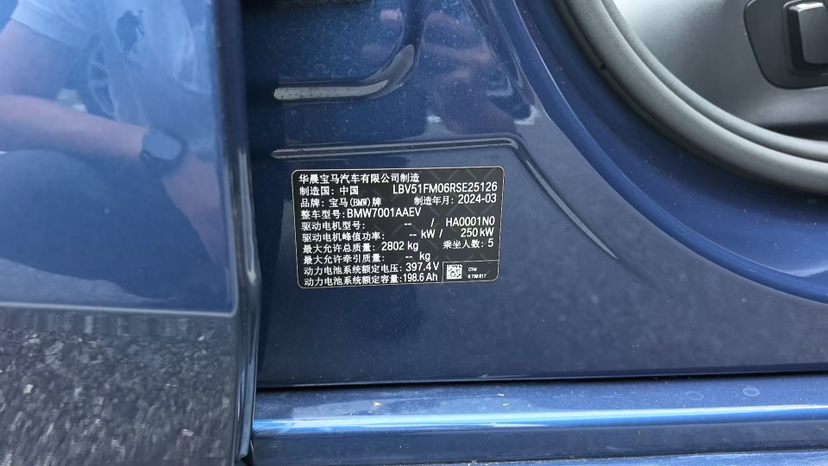 华晨宝马汽车有限公司制造
制造国: 中国 LBV51FM06RSE25126
品牌: 宝马(BMW)牌 制造年月: 2024-03
整车型号: BMW7001AAEV
驱动电机型号: -- / HA0001N0
驱动电机峰值功率: -- kW / 250 kW
最大允许总质量: 2802 kg 乘坐人数: 5
最大允许牵引质量: -- kg
动力电池系统额定电压: 397.4 V
动力电池系统额定容量: 198.6 Ah